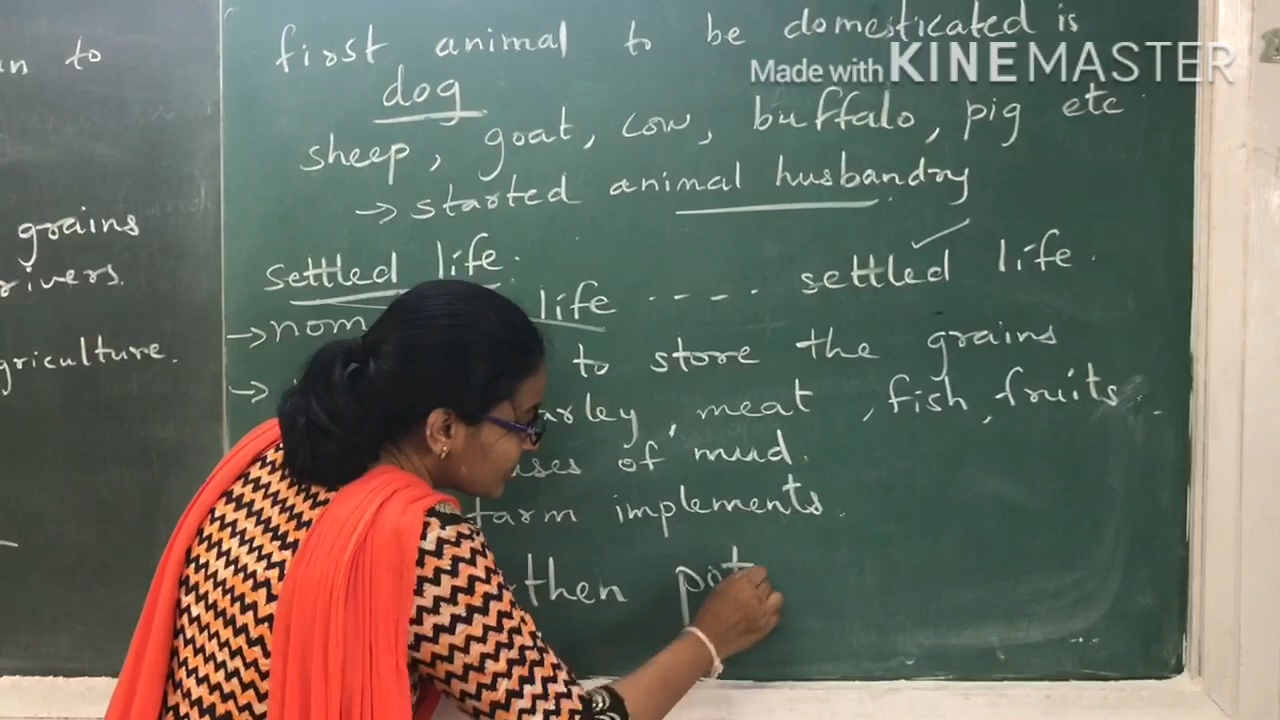 to
grains
rivers.
griculture.
first animal to be domesticated is
Made with KINEMASTER
dog
sheep, goat, cow, buffalo, pig etc
→ started animal husbandry
settled life.
→ nom life ---- settled life.
→ to store the grains
rley, meat, fish, fruits.
uses of mud.
farm implements.
then pot